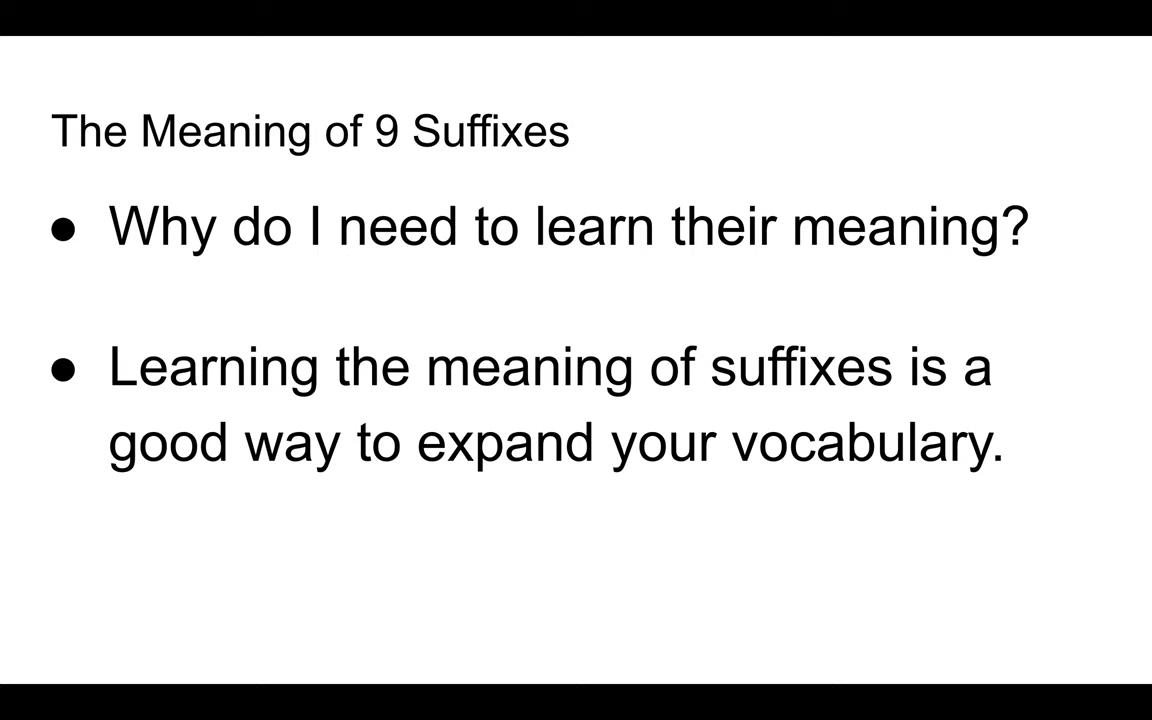 The Meaning of 9 Suffixes
● Why do I need to learn their meaning?
● Learning the meaning of suffixes is a
good way to expand your vocabulary.